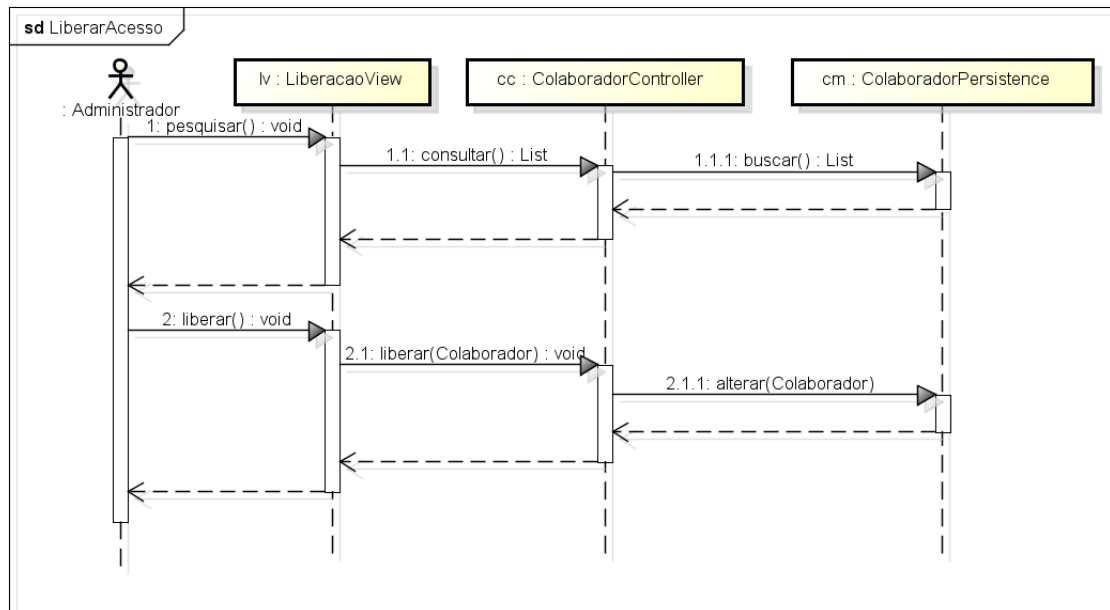 sd LiberarAcesso
: Administrador
lv : LiberacaoView
cc : ColaboradorController
cm : ColaboradorPersistence
1: pesquisar() : void
1.1: consultar() : List
1.1.1: buscar() : List
2: liberar() : void
2.1: liberar(Colaborador) : void
2.1.1: alterar(Colaborador)